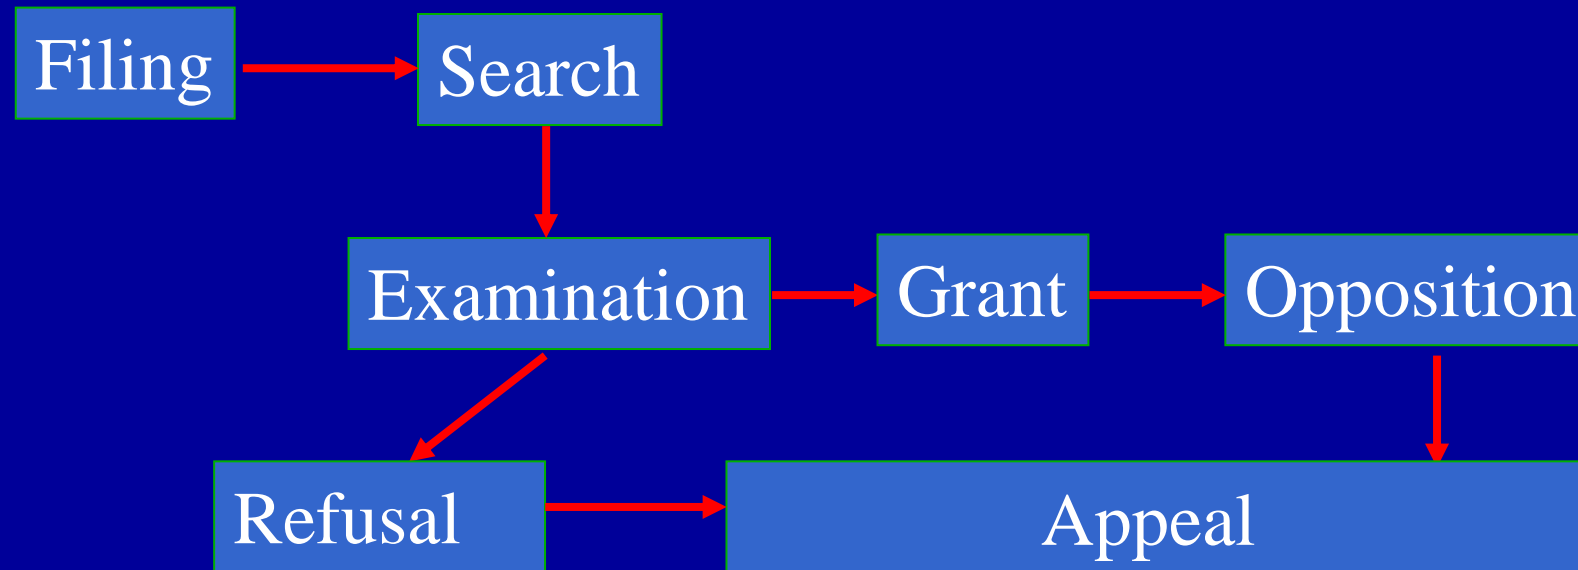 Filing
Search
Examination
Grant
Opposition
Refusal
Appeal